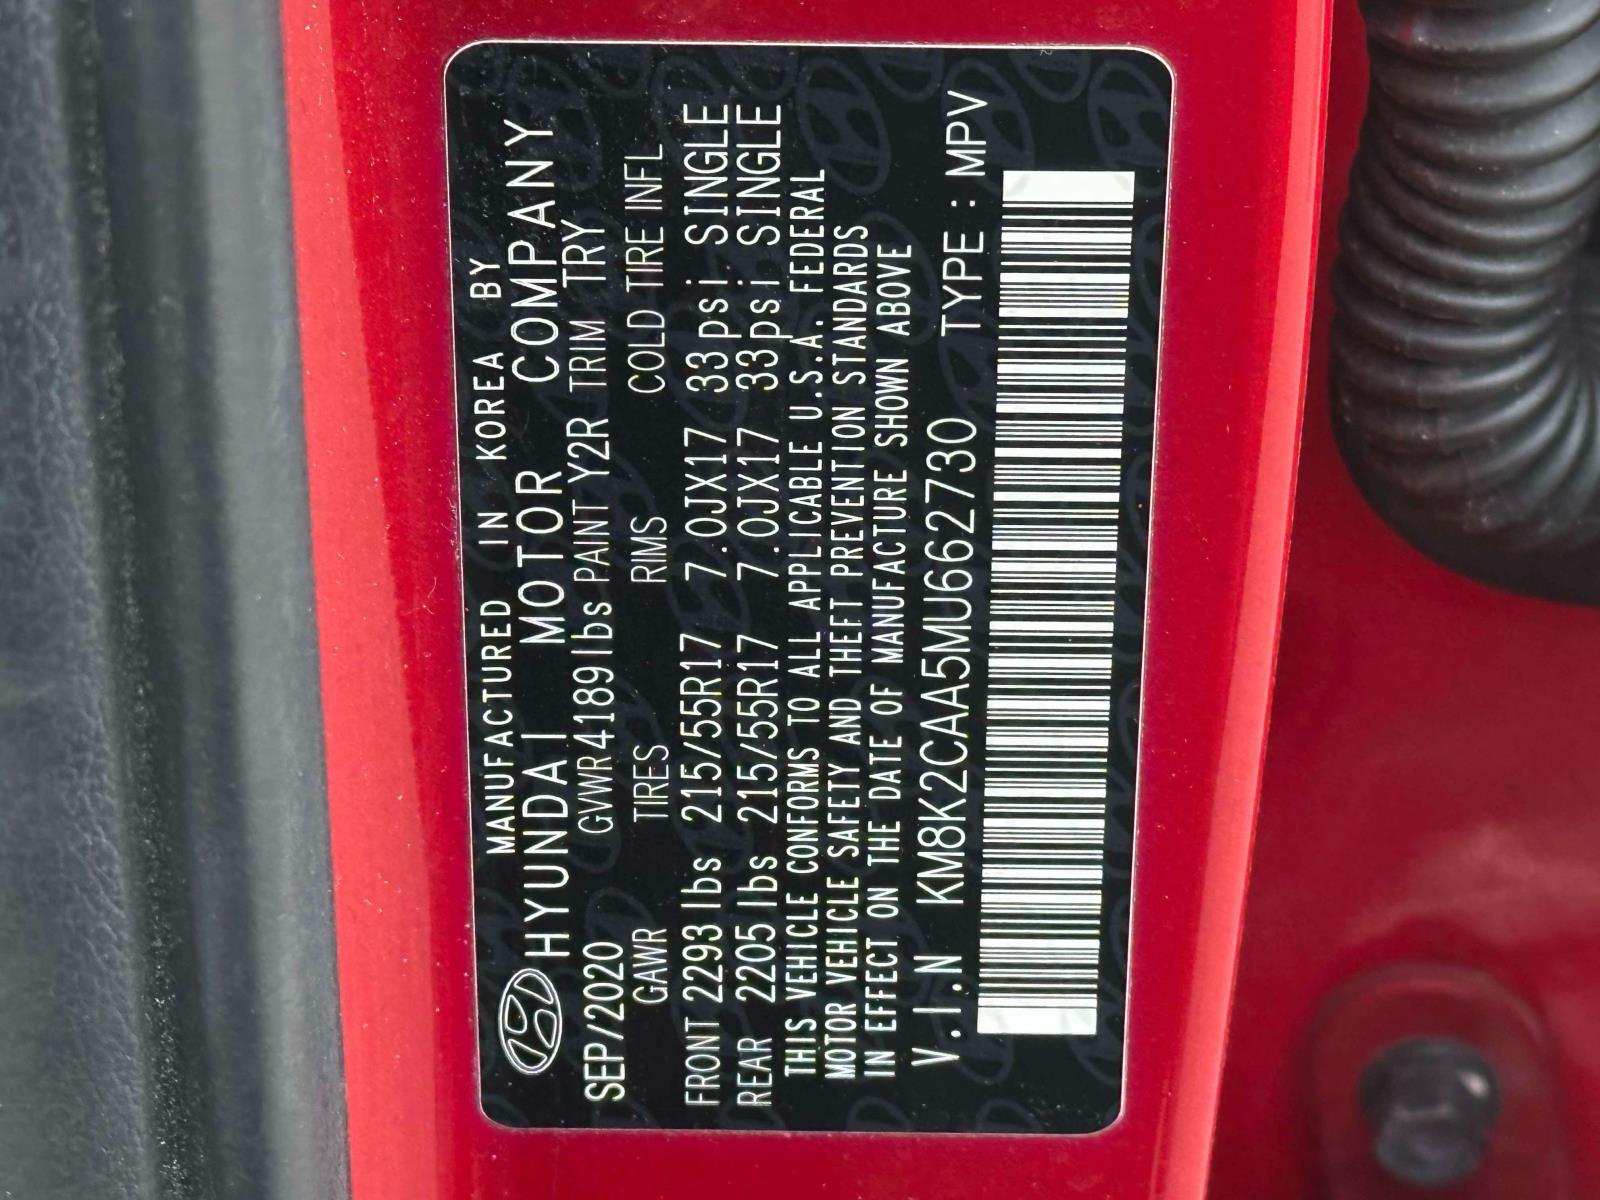 MANUFACTURED IN KOREA BY
HYUNDAI MOTOR COMPANY
SEP/2020 GVWR4189lbs PAINT Y2R TRIM TRY
GAWR TIRES RIMS COLD TIRE INFL
FRONT 2293lbs 215/55R17 7.0JX17 33psi SINGLE
REAR 2205lbs 215/55R17 7.0JX17 33psi SINGLE
THIS VEHICLE CONFORMS TO ALL APPLICABLE U.S.A. FEDERAL
MOTOR VEHICLE SAFETY AND THEFT PREVENTION STANDARDS
IN EFFECT ON THE DATE OF MANUFACTURE SHOWN ABOVE
V.I.N KM8K2CAA5MU662730 TYPE : MPV